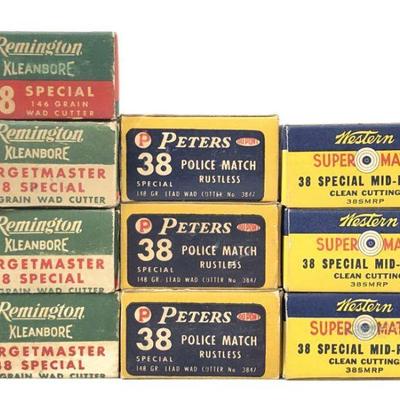 Remington
KLEANBORE
8 SPECIAL
146 GRAIN
WAD CUTTER
Remington
KLEANBORE
RGETMASTER
8 SPECIAL
GRAIN WAD CUTTER
Remington
KLEANBORE
RGETMASTER
8 SPECIAL
GRAIN WAD CUTTER
Remington
KLEANBORE
RGETMASTER
38 SPECIAL
GRAIN WAD CUTTER
P PETERS DUPONT
38 POLICE MATCH
SPECIAL RUSTLESS
148 GR. LEAD WAD CUTTER No. 3847
P PETERS DUPONT
38 POLICE MATCH
SPECIAL RUSTLESS
148 GR. LEAD WAD CUTTER No. 3847
P PETERS DUPONT
38 POLICE MATCH
SPECIAL RUSTLESS
148 GR. LEAD WAD CUTTER No. 3847
Western
SUPER MAT
38 SPECIAL MID-R
CLEAN CUTTING
38SMRP
Western
SUPER MAT
38 SPECIAL MID-R
CLEAN CUTTING
38SMRP
Western
SUPER MAT
38 SPECIAL MID-R
CLEAN CUTTING
38SMRP